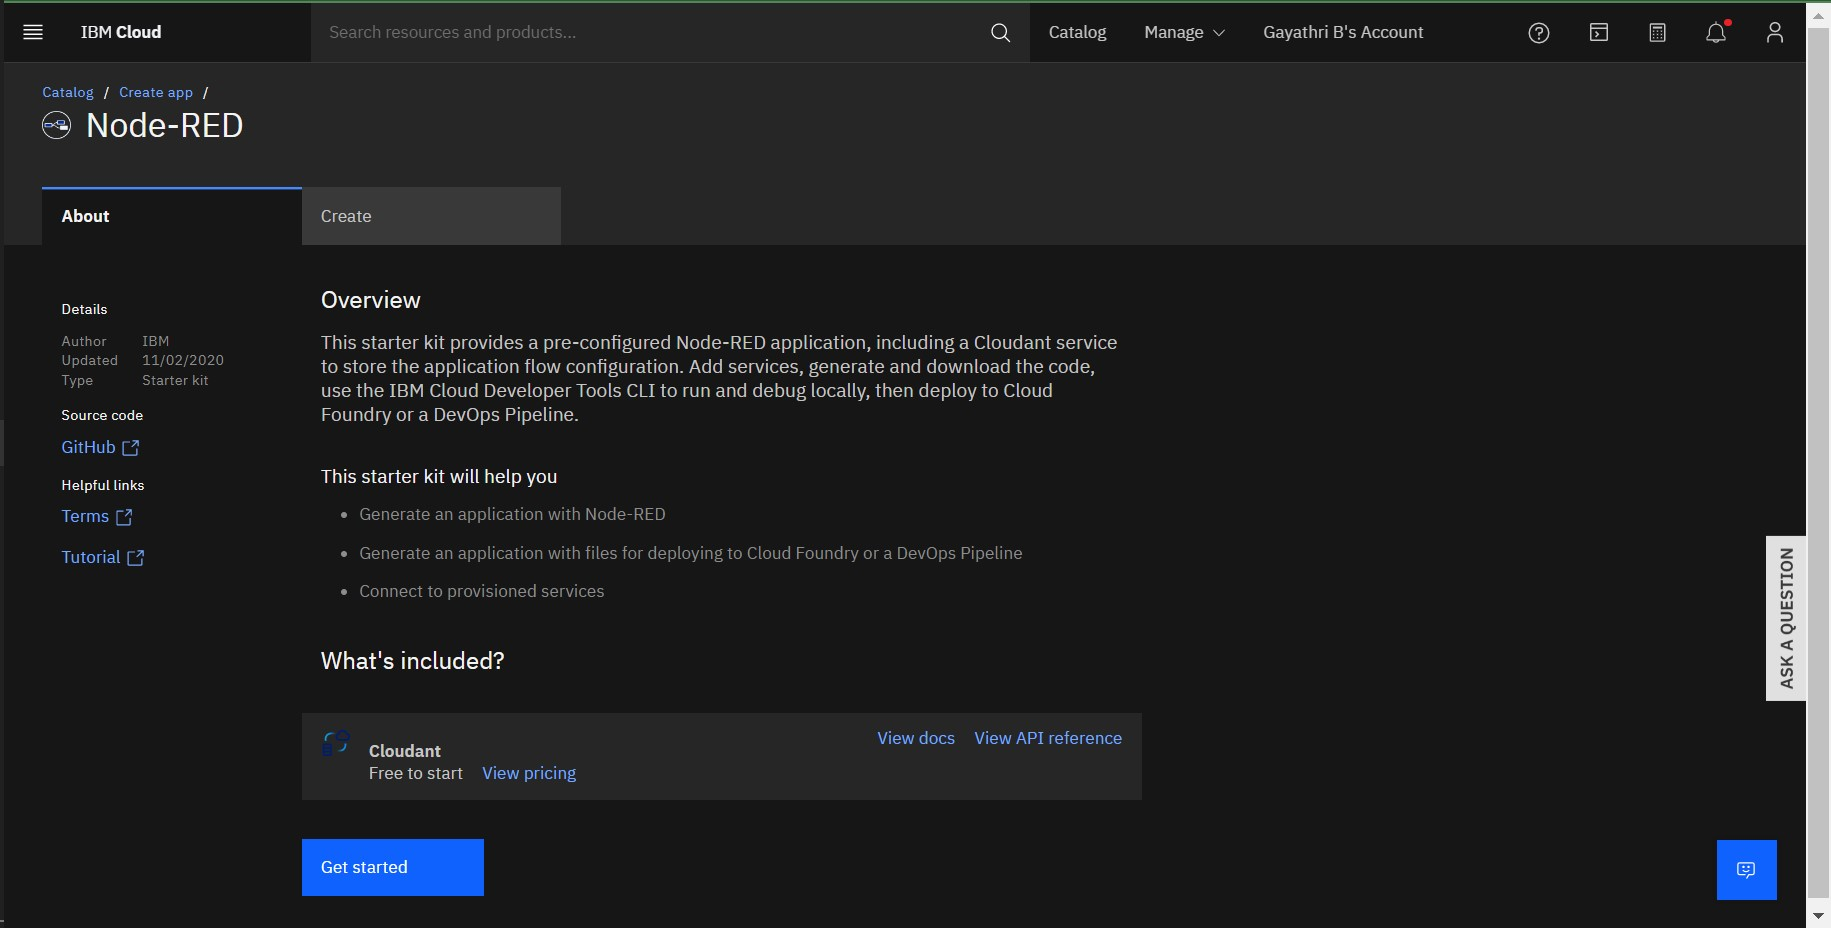 IBM Cloud
Search resources and products...
Catalog
Manage
Gayathri B's Account
Catalog / Create app /
Node-RED
About
Create
Details
Author IBM
Updated 11/02/2020
Type Starter kit
Source code
GitHub
Helpful links
Terms
Tutorial
Overview
This starter kit provides a pre-configured Node-RED application, including a Cloudant service
to store the application flow configuration. Add services, generate and download the code,
use the IBM Cloud Developer Tools CLI to run and debug locally, then deploy to Cloud
Foundry or a DevOps Pipeline.
This starter kit will help you
• Generate an application with Node-RED
• Generate an application with files for deploying to Cloud Foundry or a DevOps Pipeline
• Connect to provisioned services
What's included?
Cloudant
Free to start View pricing
View docs View API reference
Get started
ASK A QUESTION